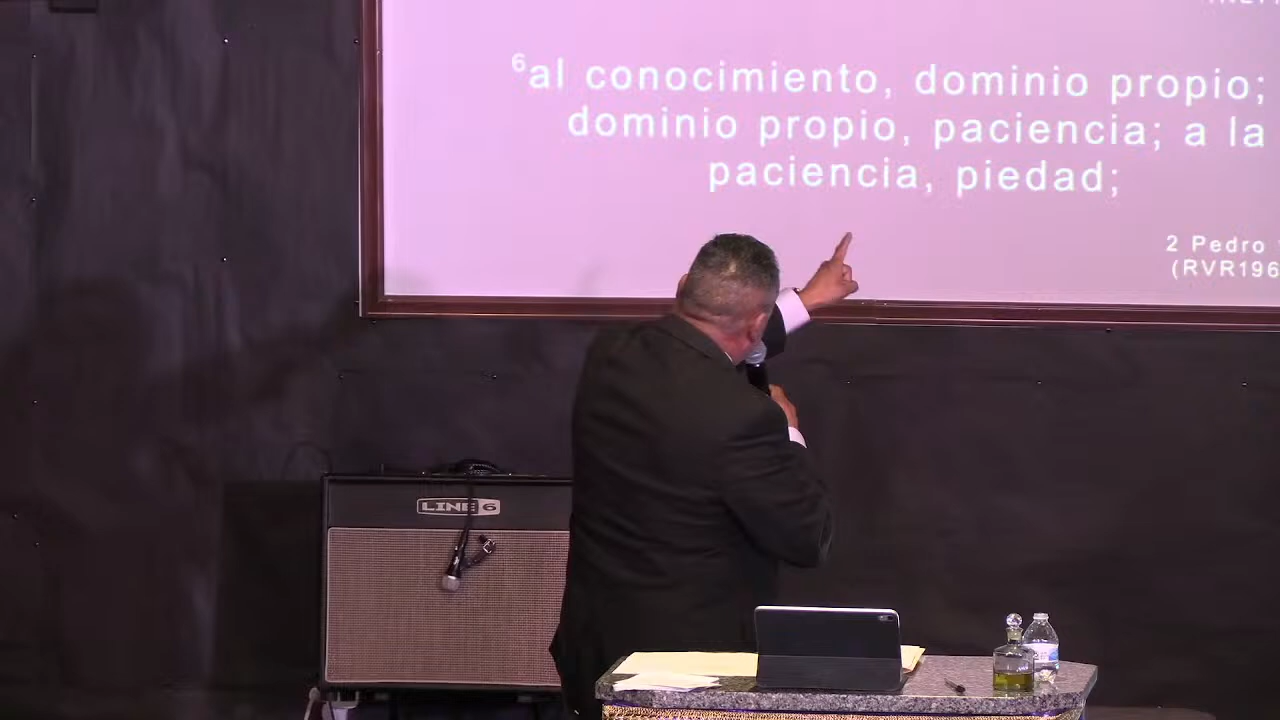 ⁶al conocimiento, dominio propio;
dominio propio, paciencia; a la
paciencia, piedad;
2 Pedro
(RVR196
LINE 6